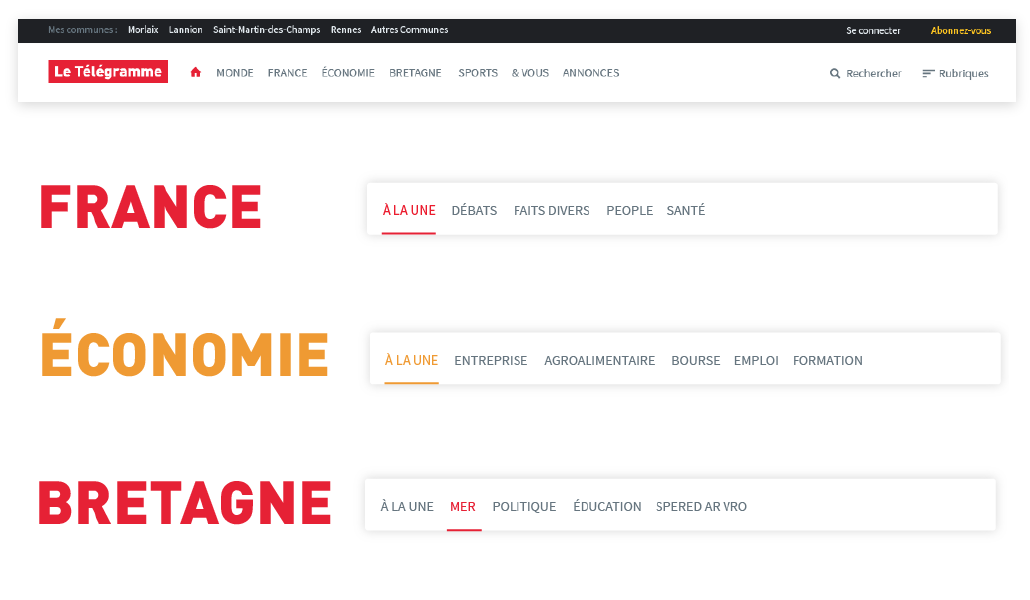 Mes communes : Morlaix Lannion Saint-Martin-des-Champs Rennes Autres Communes Se connecter Abonnez-vous
Le Télégramme MONDE FRANCE ÉCONOMIE BRETAGNE SPORTS & VOUS ANNONCES Rechercher Rubriques
FRANCE
À LA UNE DÉBATS FAITS DIVERS PEOPLE SANTÉ
ÉCONOMIE
À LA UNE ENTREPRISE AGROALIMENTAIRE BOURSE EMPLOI FORMATION
BRETAGNE
À LA UNE MER POLITIQUE ÉDUCATION SPERED AR VRO